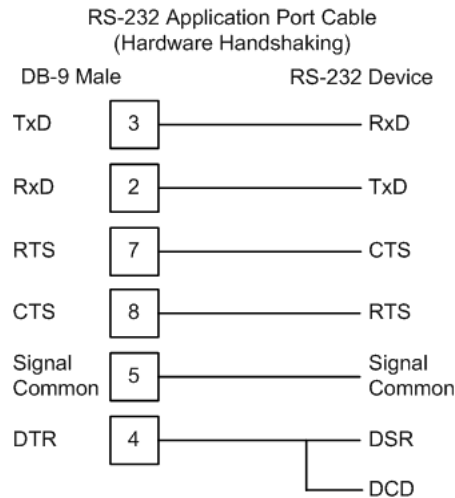 RS-232 Application Port Cable
(Hardware Handshaking)
DB-9 Male RS-232 Device
TxD 3 RxD
RxD 2 TxD
RTS 7 CTS
CTS 8 RTS
Signal
Common 5 Signal
Common
DTR 4 DSR
DCD